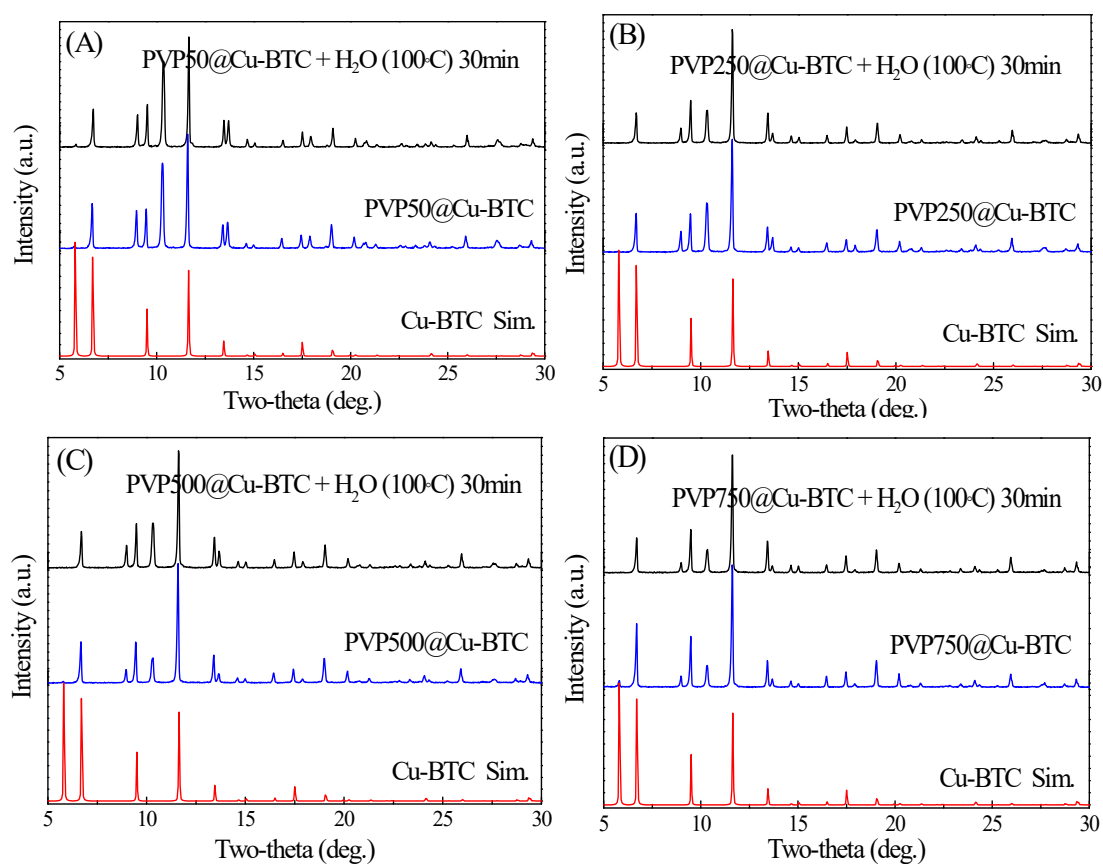 (A)
PVP50@Cu-BTC + H₂O (100◦C) 30min
PVP50@Cu-BTC
Cu-BTC Sim.
Intensity (a.u.)
5 10 15 20 25 30
Two-theta (deg.)
(B)
PVP250@Cu-BTC + H₂O (100◦C) 30min
PVP250@Cu-BTC
Cu-BTC Sim.
Intensity (a.u.)
5 10 15 20 25 30
Two-theta (deg.)
(C)
PVP500@Cu-BTC + H₂O (100◦C) 30min
PVP500@Cu-BTC
Cu-BTC Sim.
Intensity (a.u.)
5 10 15 20 25 30
Two-theta (deg.)
(D)
PVP750@Cu-BTC + H₂O (100◦C) 30min
PVP750@Cu-BTC
Cu-BTC Sim.
Intensity (a.u.)
5 10 15 20 25 30
Two-theta (deg.)